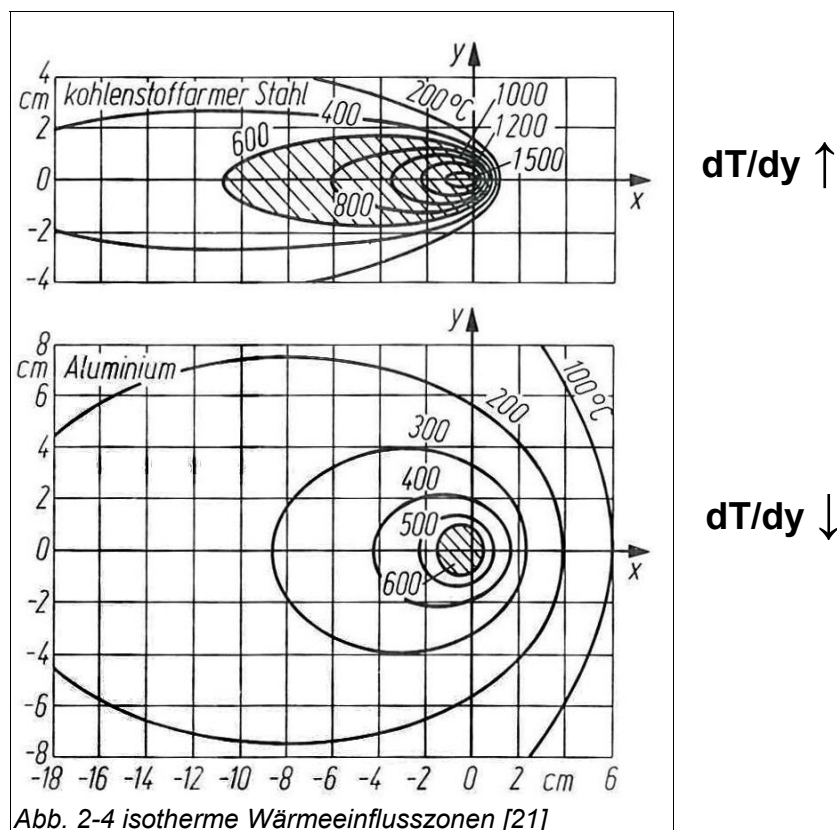 y
4
cm kohlenstoffarmer Stahl 200°C 1000
400 1200
2
600 1500
0
x
800
-2
-4
dT/dy ↑
y
8
cm Aluminium 100°C
6
200
4 300
2 400
500
0
x
600
-2
-4
-6
-8
-18 -16 -14 -12 -10 -8 -6 -4 -2 0 2 cm 6
dT/dy ↓
Abb. 2-4 isotherme Wärmeeinflusszonen [21]